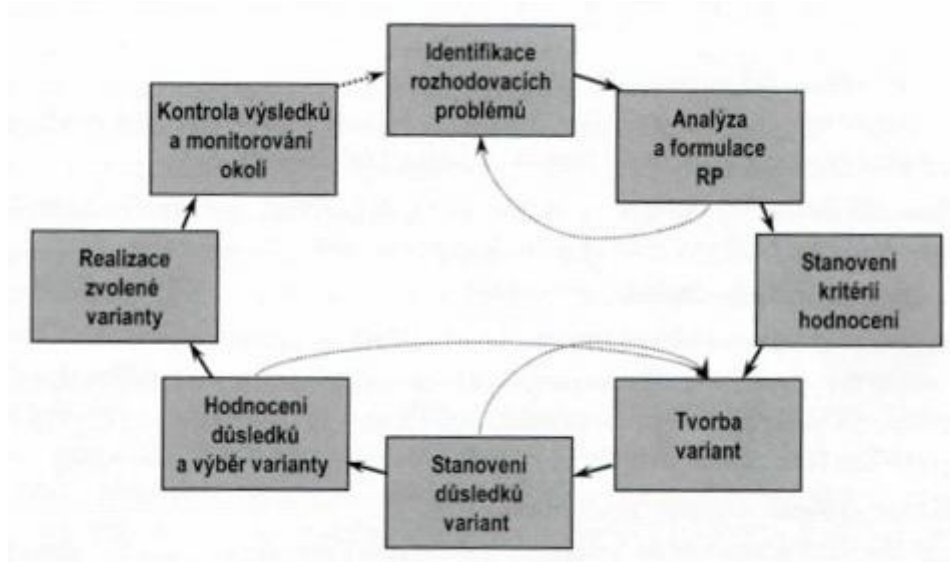 Identifikace
rozhodovacích
problémů
Analýza
a formulace
RP
Stanovení
kritérií
hodnocení
Tvorba
variant
Stanovení
důsledků
variant
Hodnocení
důsledků
a výběr varianty
Realizace
zvolené
varianty
Kontrola výsledků
a monitorování
okolí